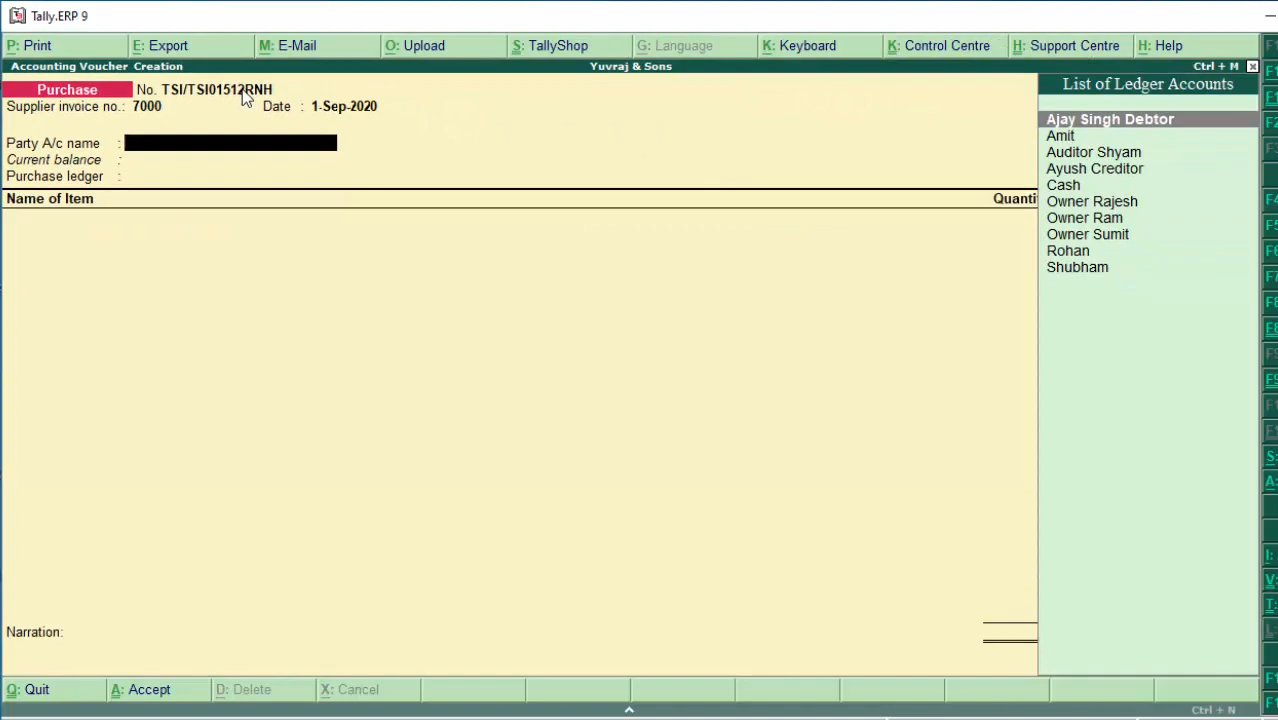 Tally.ERP 9
P: Print E: Export M: E-Mail O: Upload S: TallyShop G: Language K: Keyboard K: Control Centre H: Support Centre H: Help
Accounting Voucher Creation Yuvraj & Sons Ctrl + M
Purchase No. TSI/TSI01512RNH
Supplier invoice no.: 7000 Date : 1-Sep-2020
Party A/c name :
Current balance :
Purchase ledger :
Name of Item Quanti
Narration:
List of Ledger Accounts
Ajay Singh Debtor
Amit
Auditor Shyam
Ayush Creditor
Cash
Owner Rajesh
Owner Ram
Owner Sumit
Rohan
Shubham
Q: Quit A: Accept D: Delete X: Cancel
Ctrl + N